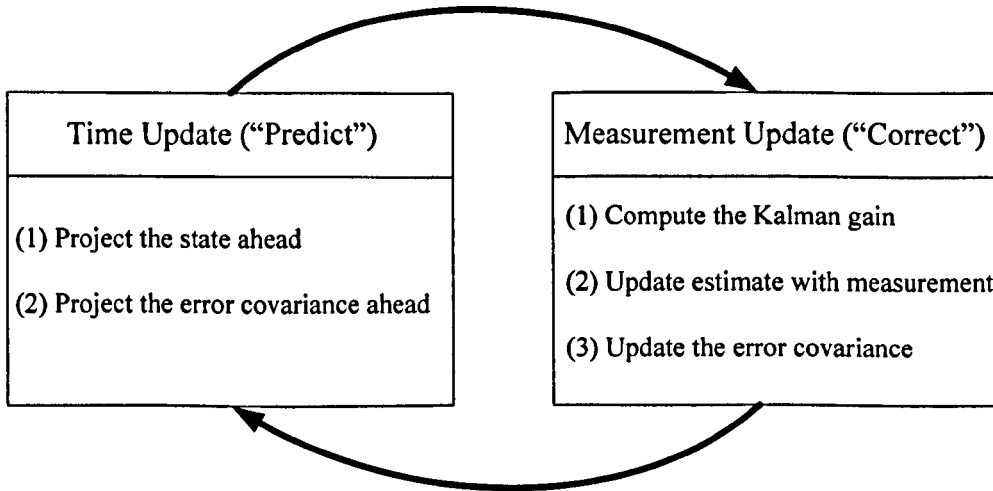 Time Update (“Predict”)
(1) Project the state ahead
(2) Project the error covariance ahead
Measurement Update (“Correct”)
(1) Compute the Kalman gain
(2) Update estimate with measurement
(3) Update the error covariance